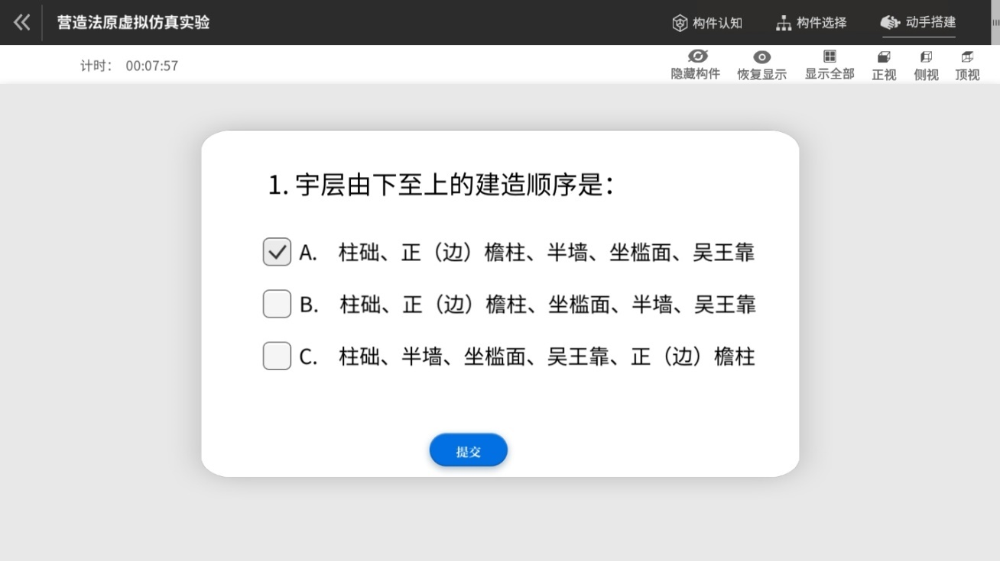 营造法原虚拟仿真实验
构件认知
构件选择
动手搭建
计时： 00:07:57
隐藏构件
恢复显示
显示全部
正视
侧视
顶视
1. 宇层由下至上的建造顺序是：
A. 柱础、正（边）檐柱、半墙、坐槛面、吴王靠
B. 柱础、正（边）檐柱、坐槛面、半墙、吴王靠
C. 柱础、半墙、坐槛面、吴王靠、正（边）檐柱
提交